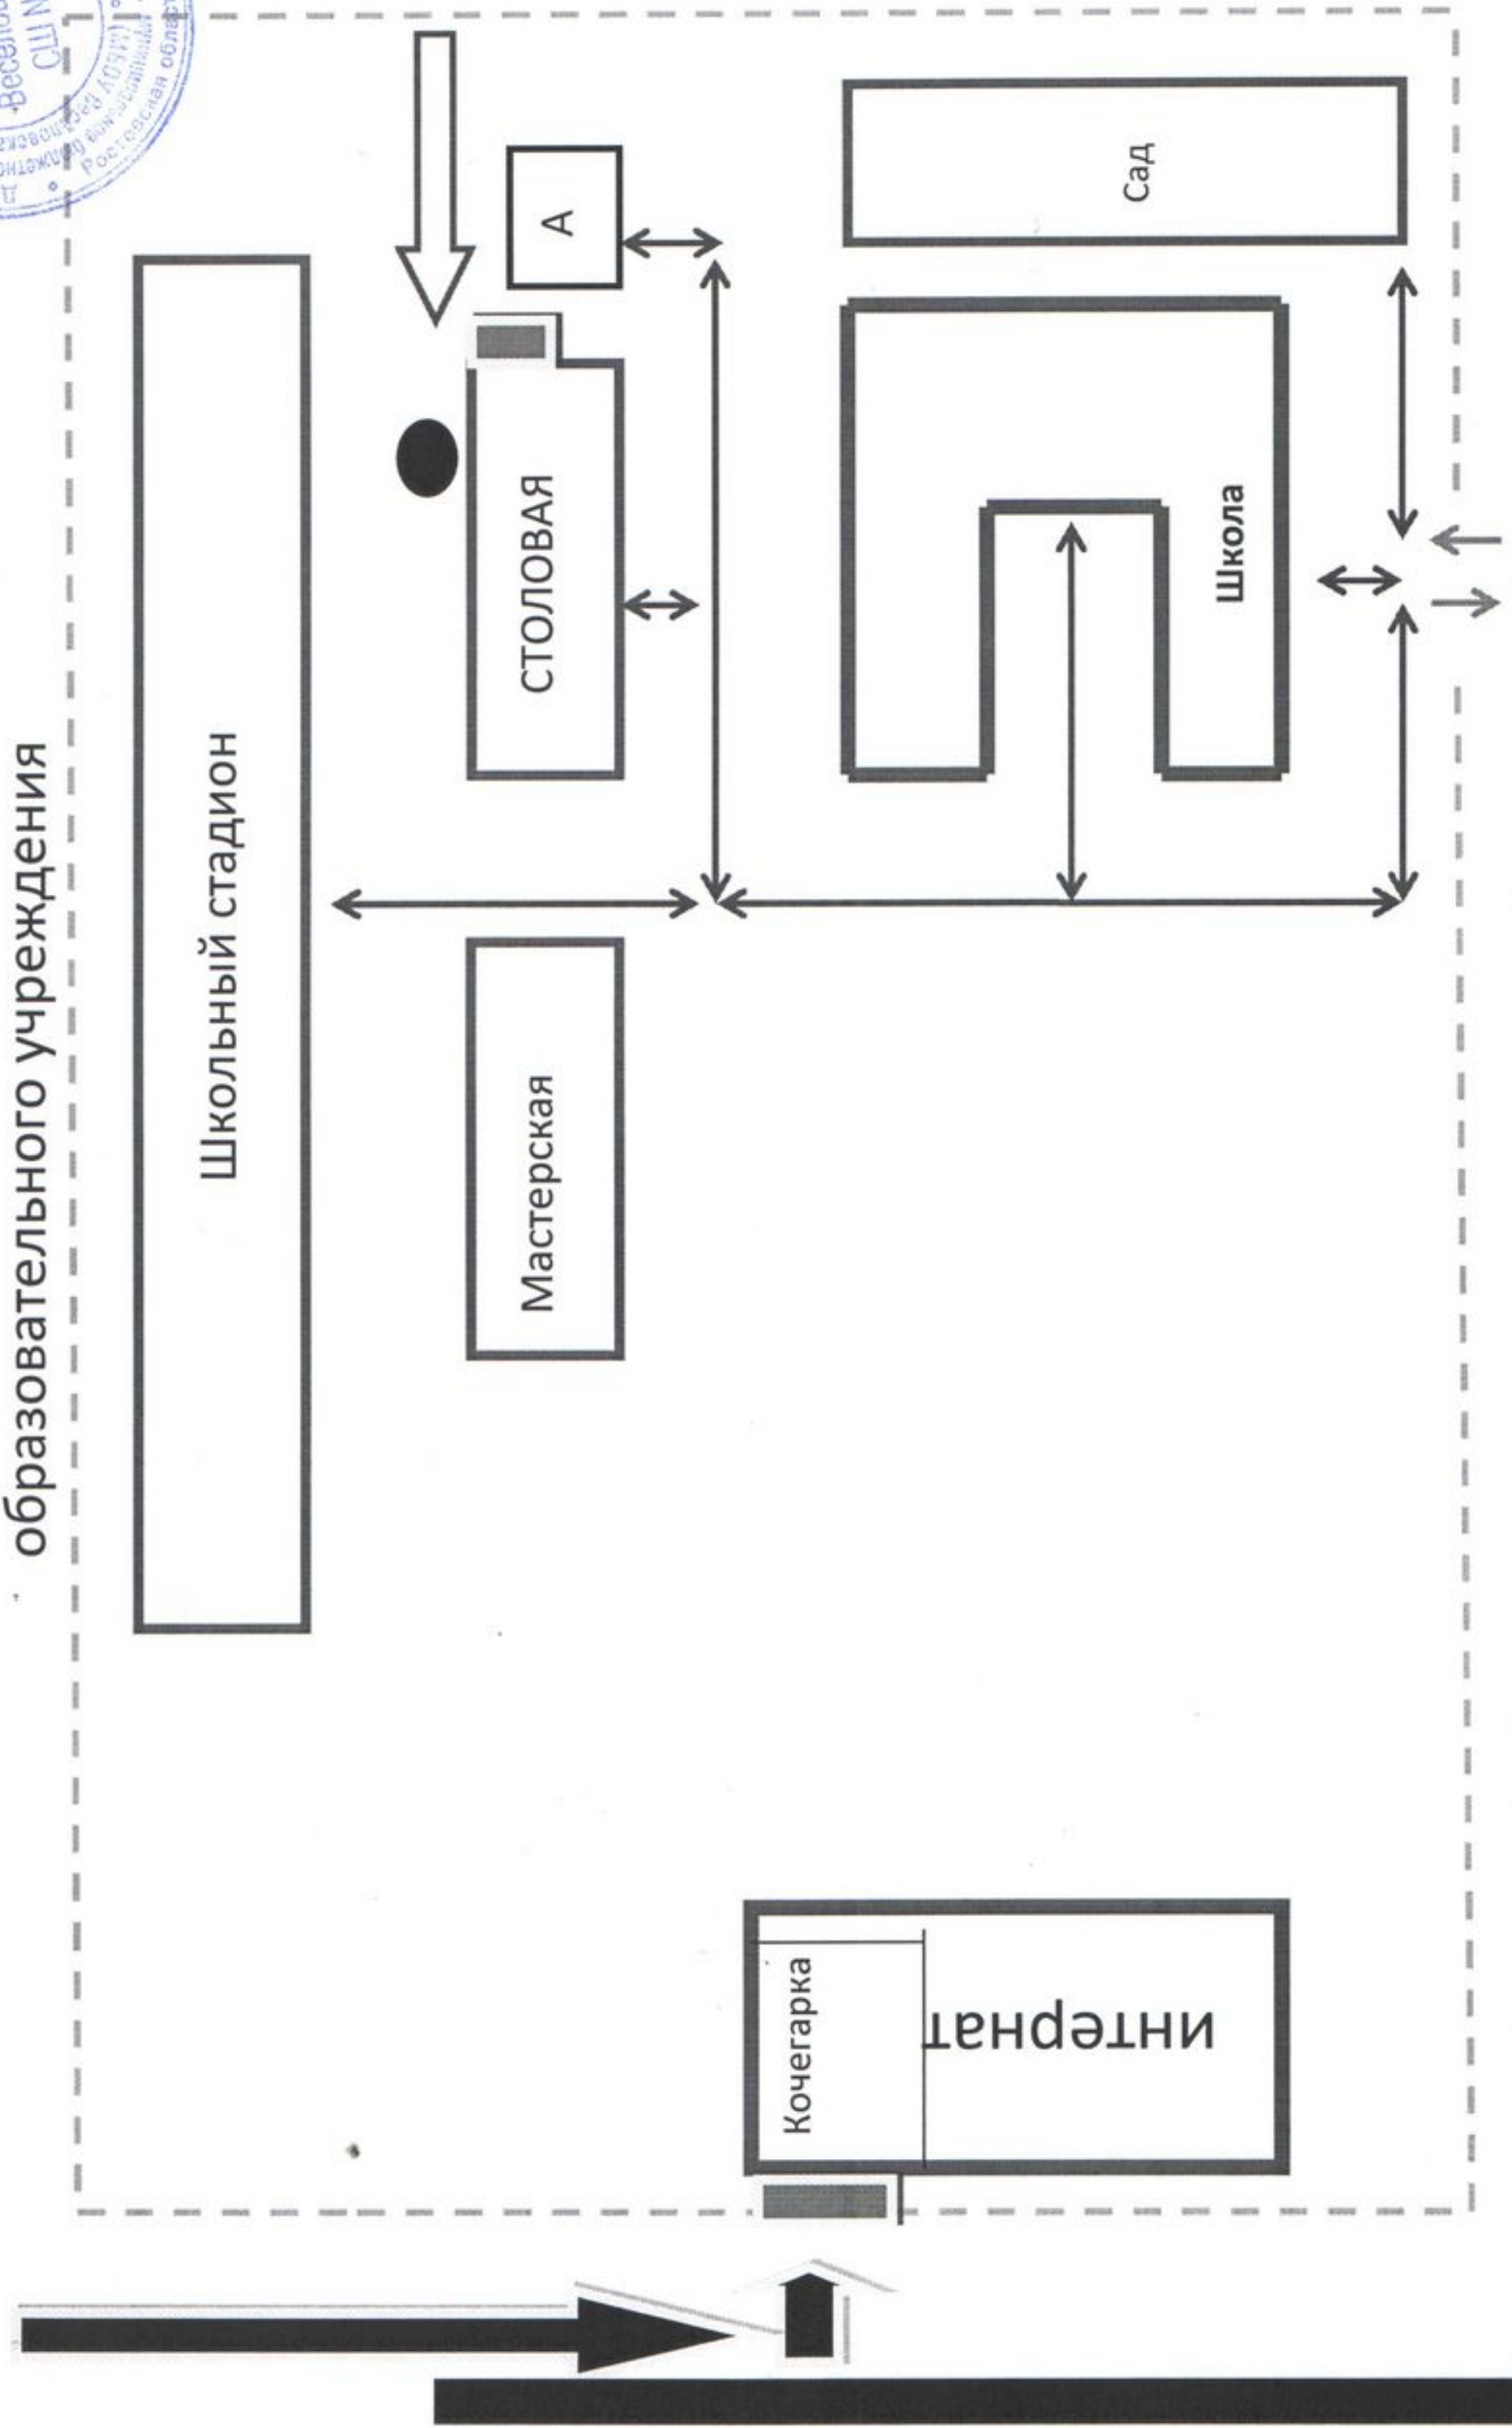 образовательного учреждения
Школьный стадион
Мастерская
СТОЛОВАЯ
А
Кочегарка
интернат
Школа
Сад